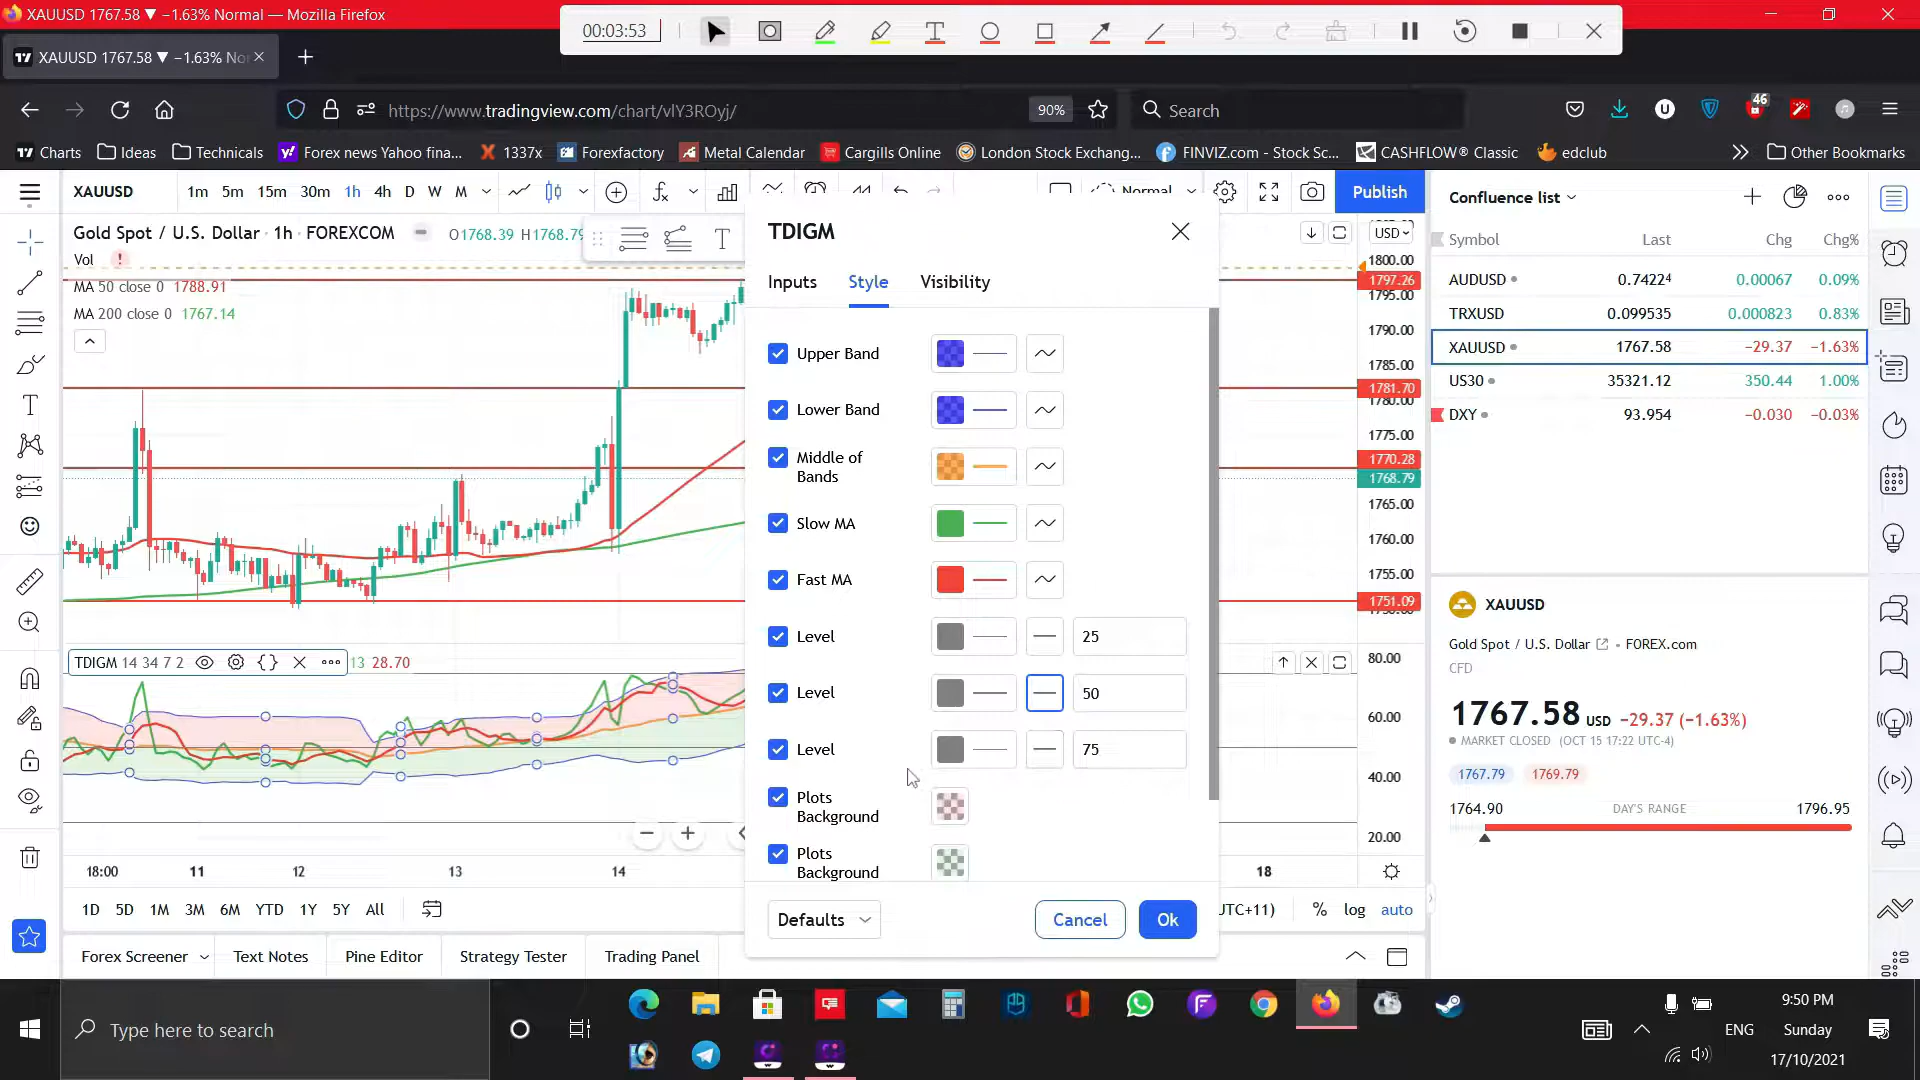 XAUUSD 1767.58 ▼ −1.63% Normal — Mozilla Firefox
00:03:53
XAUUSD 1767.58 ▼ −1.63% No
https://www.tradingview.com/chart/vlY3ROyj/
90%
Search
46
Charts
Ideas
Technicals
Forex news Yahoo fina...
1337x
Forexfactory
Metal Calendar
Cargills Online
London Stock Exchang...
FINVIZ.com - Stock Sc...
CASHFLOW® Classic
edclub
Other Bookmarks
XAUUSD
1m 5m 15m 30m 1h 4h D W M
Normal
Publish
Confluence list
Gold Spot / U.S. Dollar · 1h · FOREXCOM
O1768.39 H1768.79
Vol
MA 50 close 0 1788.91
MA 200 close 0 1767.14
TDIGM
Inputs Style Visibility
Upper Band
Lower Band
Middle of
Bands
Slow MA
Fast MA
Level 25
Level 50
Level 75
Plots
Background
Plots
Background
Defaults
Cancel
Ok
USD
1800.00
1797.26
1795.00
1790.00
1785.00
1781.70
1780.00
1775.00
1770.28
1768.79
1765.00
1760.00
1755.00
1751.09
80.00
60.00
40.00
20.00
TDIGM 14 34 7 2
13 28.70
18:00 11 12 13 14 18
1D 5D 1M 3M 6M YTD 1Y 5Y All
UTC+11)
% log auto
Forex Screener
Text Notes
Pine Editor
Strategy Tester
Trading Panel
Symbol Last Chg Chg%
AUDUSD 0.74224 0.00067 0.09%
TRXUSD 0.099535 0.000823 0.83%
XAUUSD 1767.58 −29.37 −1.63%
US30 35321.12 350.44 1.00%
DXY 93.954 −0.030 −0.03%
XAUUSD
Gold Spot / U.S. Dollar • FOREX.com
CFD
1767.58 USD −29.37 (−1.63%)
MARKET CLOSED (OCT 15 17:22 UTC-4)
1767.79 1769.79
1764.90 DAY'S RANGE 1796.95
Type here to search
ENG
9:50 PM
Sunday
17/10/2021